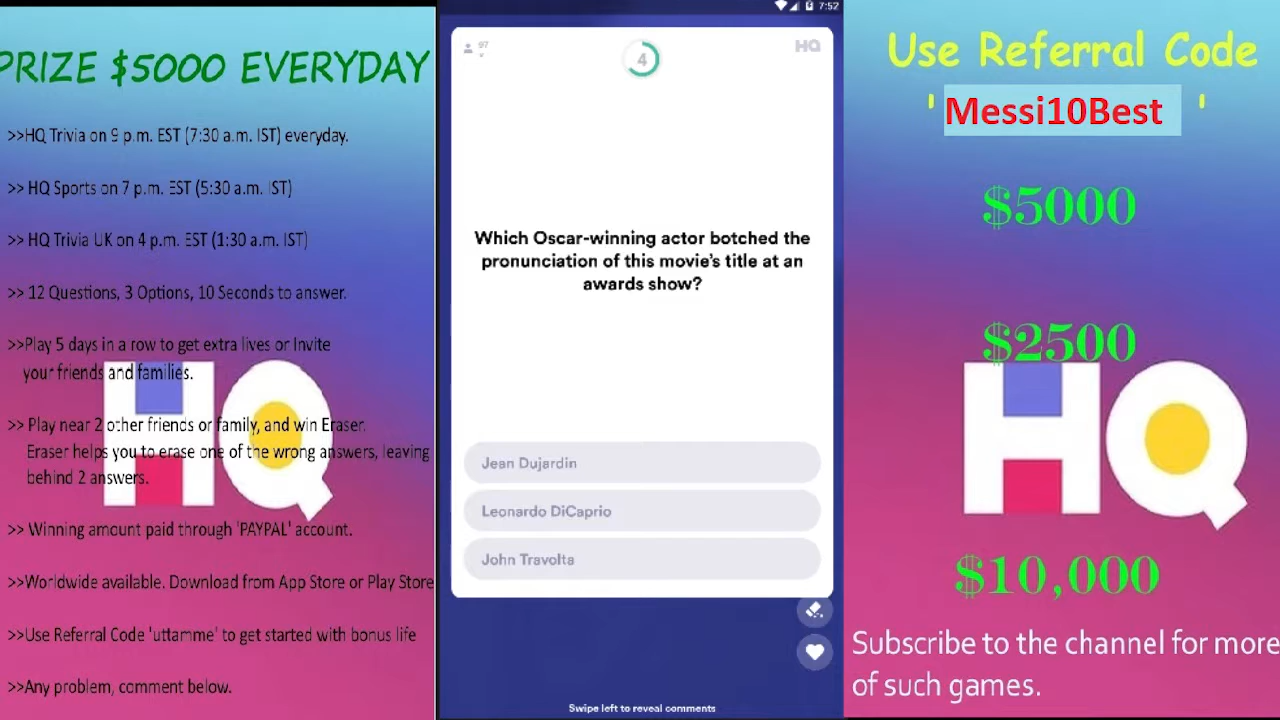 PRIZE $5000 EVERYDAY
>>HQ Trivia on 9 p.m. EST (7:30 a.m. IST) everyday.
>> HQ Sports on 7 p.m. EST (5:30 a.m. IST)
>> HQ Trivia UK on 4 p.m. EST (1:30 a.m. IST)
>> 12 Questions, 3 Options, 10 Seconds to answer.
>>Play 5 days in a row to get extra lives or Invite
your friends and families.
>> Play near 2 other friends or family, and win Eraser.
Eraser helps you to erase one of the wrong answers, leaving
behind 2 answers.
>> Winning amount paid through 'PAYPAL' account.
>>Worldwide available. Download from App Store or Play Store
>>Use Referral Code 'uttamme' to get started with bonus life
>>Any problem, comment below.
HQ
7:52
97
4
HQ
Which Oscar-winning actor botched the
pronunciation of this movie's title at an
awards show?
Jean Dujardin
Leonardo DiCaprio
John Travolta
Swipe left to reveal comments
Use Referral Code
' Messi10Best '
$5000
$2500
HQ
$10,000
Subscribe to the channel for more
of such games.